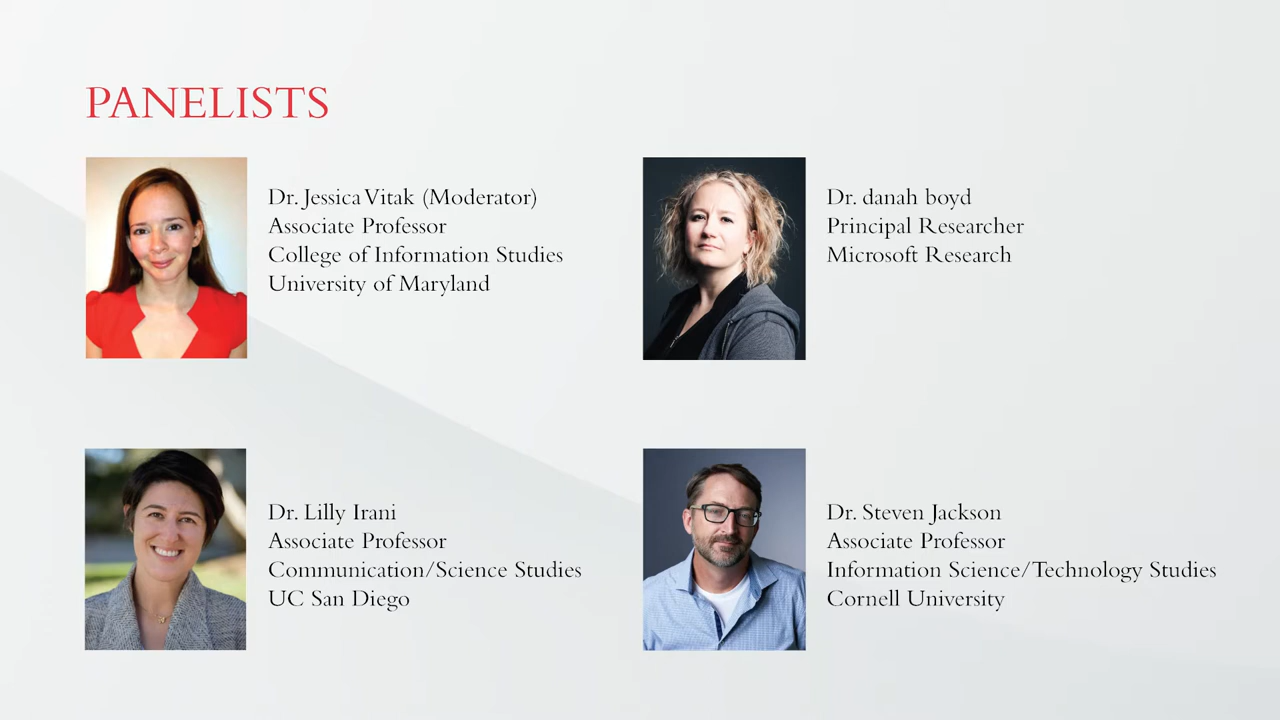 PANELISTS
Dr. Jessica Vitak (Moderator)
Associate Professor
College of Information Studies
University of Maryland
Dr. danah boyd
Principal Researcher
Microsoft Research
Dr. Lilly Irani
Associate Professor
Communication/Science Studies
UC San Diego
Dr. Steven Jackson
Associate Professor
Information Science/Technology Studies
Cornell University